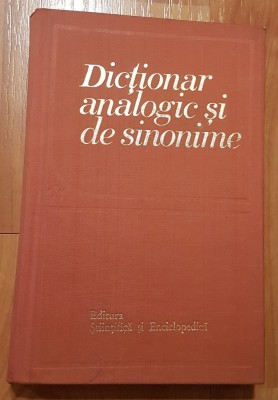 Dicționar
analogic și
de sinonime
Editura
Științifică și Enciclopedică